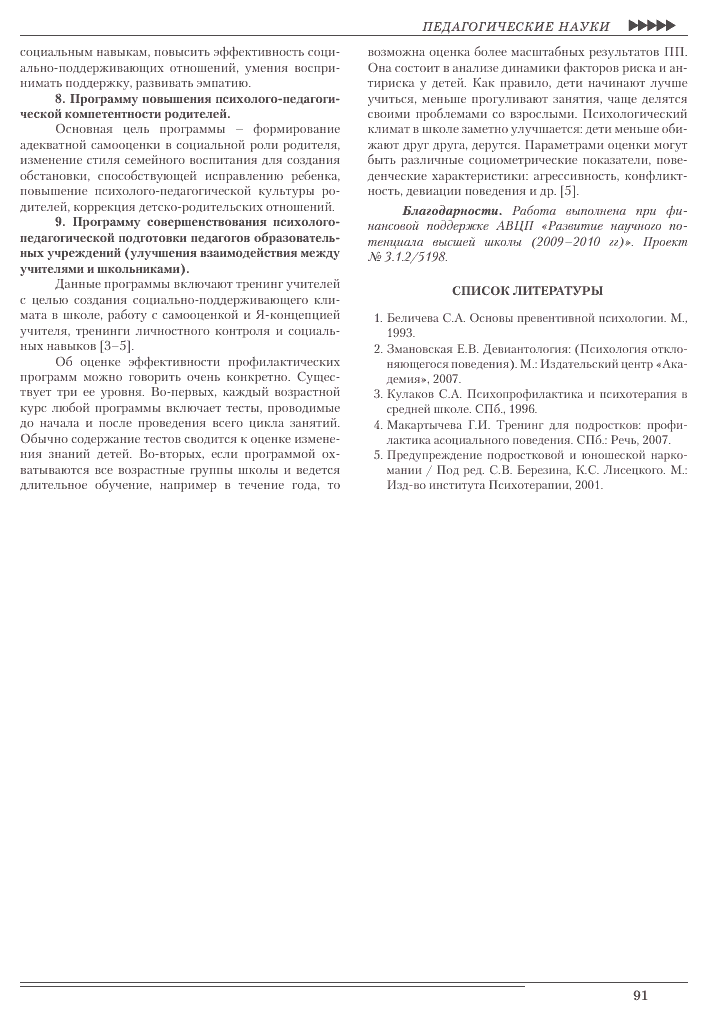 ПЕДАГОГИЧЕСКИЕ НАУКИ
социальным навыкам, повысить эффективность соци-
ально-поддерживающих отношений, умения воспри-
нимать поддержку, развивать эмпатию.
8. Программу повышения психолого-педагоги-
ческой компетентности родителей.
Основная цель программы – формирование
адекватной самооценки в социальной роли родителя,
изменение стиля семейного воспитания для создания
обстановки, способствующей исправлению ребенка,
повышение психолого-педагогической культуры ро-
дителей, коррекция детско-родительских отношений.
9. Программу совершенствования психолого-
педагогической подготовки педагогов образователь-
ных учреждений (улучшения взаимодействия между
учителями и школьниками).
Данные программы включают тренинг учителей
с целью создания социально-поддерживающего кли-
мата в школе, работу с самооценкой и Я-концепцией
учителя, тренинги личностного контроля и социаль-
ных навыков [3–5].
Об оценке эффективности профилактических
программ можно говорить очень конкретно. Сущес-
твует три ее уровня. Во-первых, каждый возрастной
курс любой программы включает тесты, проводимые
до начала и после проведения всего цикла занятий.
Обычно содержание тестов сводится к оценке измене-
ния знаний детей. Во-вторых, если программой ох-
ватываются все возрастные группы школы и ведется
длительное обучение, например в течение года, то
возможна оценка более масштабных результатов ПП.
Она состоит в анализе динамики факторов риска и ан-
тириска у детей. Как правило, дети начинают лучше
учиться, меньше прогуливают занятия, чаще делятся
своими проблемами со взрослыми. Психологический
климат в школе заметно улучшается: дети меньше оби-
жают друг друга, дерутся. Параметрами оценки могут
быть различные социометрические показатели, пове-
денческие характеристики: агрессивность, конфликт-
ность, девиации поведения и др. [5].
Благодарности. Работа выполнена при фи-
нансовой поддержке АВЦП «Развитие научного по-
тенциала высшей школы (2009–2010 гг)». Проект
№ 3.1.2/5198.
СПИСОК ЛИТЕРАТУРЫ
1. Беличева С.А. Основы превентивной психологии. М.,
1993.
2. Змановская Е.В. Девиантология: (Психология откло-
няющегося поведения). М.: Издательский центр «Ака-
демия», 2007.
3. Кулаков С.А. Психопрофилактика и психотерапия в
средней школе. СПб., 1996.
4. Макартычева Г.И. Тренинг для подростков: профи-
лактика асоциального поведения. СПб.: Речь, 2007.
5. Предупреждение подростковой и юношеской нарко-
мании / Под ред. С.В. Березина, К.С. Лисецкого. М.:
Изд-во института Психотерапии, 2001.
91